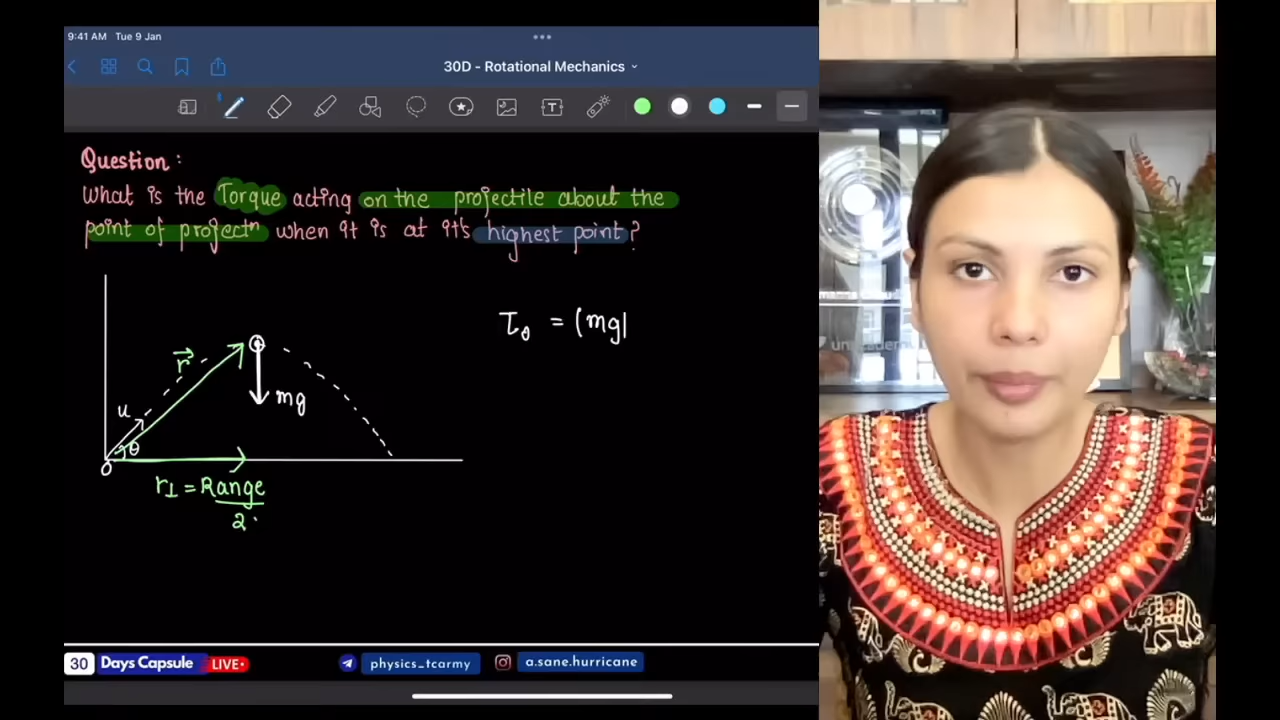 9:41 AM Tue 9 Jan
30D - Rotational Mechanics
T
Question:
What is the Torque acting on the projectile about the
point of projectⁿ when it is at it's highest point?
τ₀ = (mg|
r⃗
u
mg
θ
O
r⊥ = Range
2
30 Days Capsule LIVE physics_tcarmy a.sane.hurricane